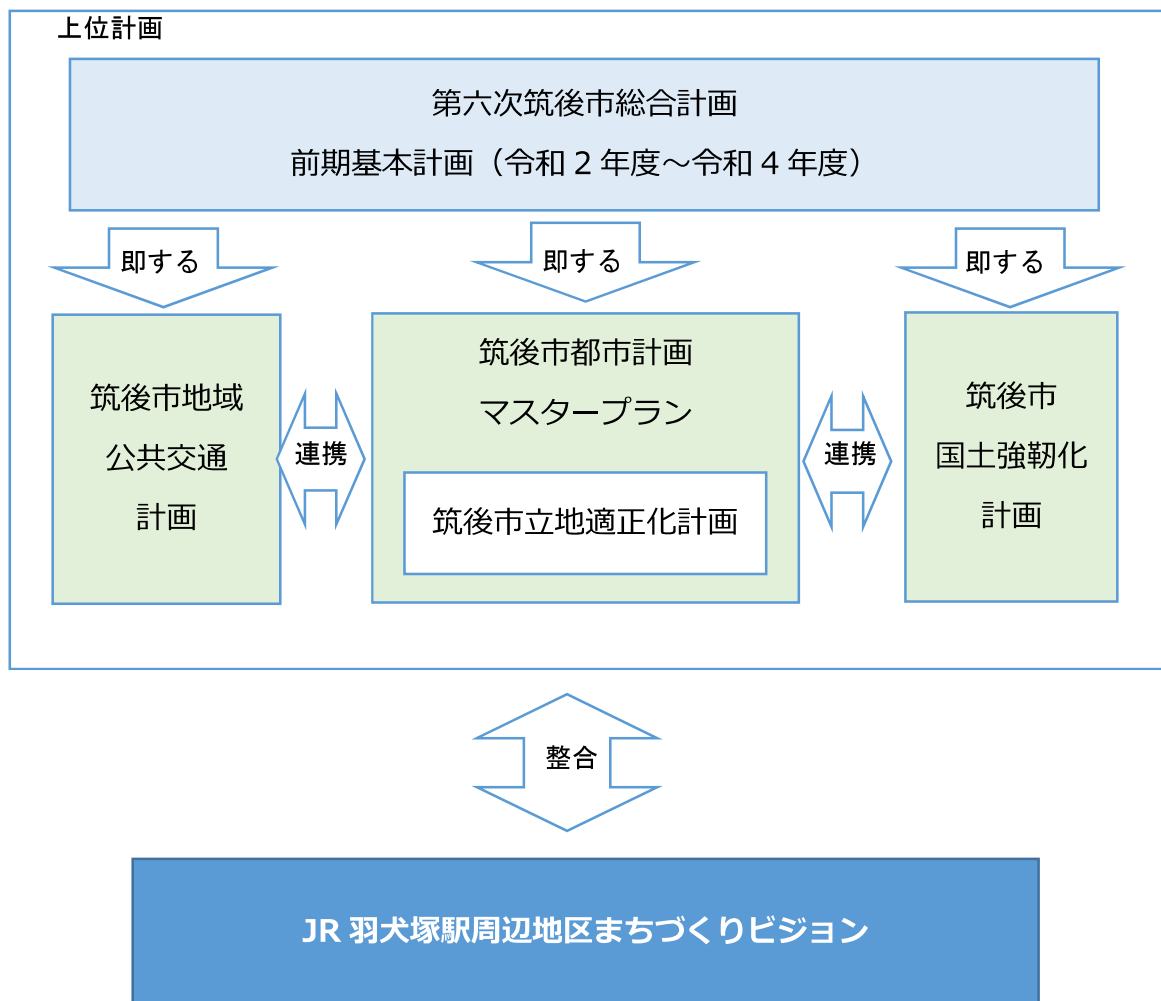 上位計画
第六次筑後市総合計画
前期基本計画（令和２年度～令和４年度）
即する
即する
即する
筑後市地域
公共交通
計画
連携
筑後市都市計画
マスタープラン
筑後市立地適正化計画
連携
筑後市
国土強靭化
計画
整合
JR 羽犬塚駅周辺地区まちづくりビジョン